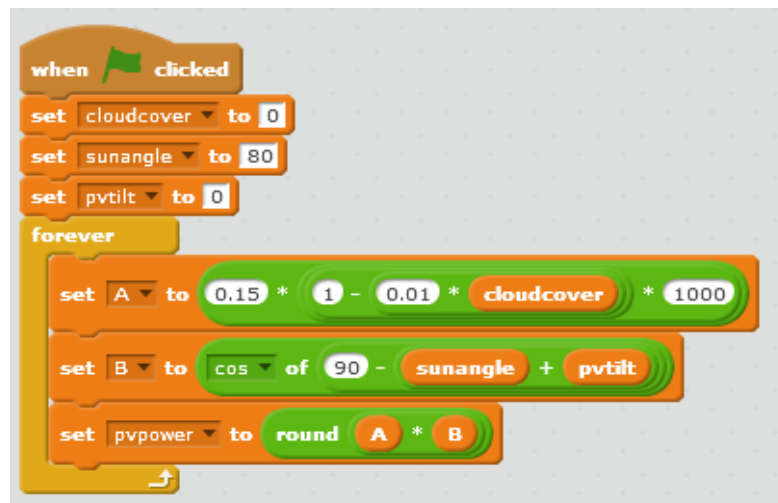 when clicked
set cloudcover to 0
set sunangle to 80
set pvtilt to 0
forever
set A to 0.15 * 1 - 0.01 * cloudcover * 1000
set B to cos of 90 - sunangle + pvtilt
set pvpower to round A * B